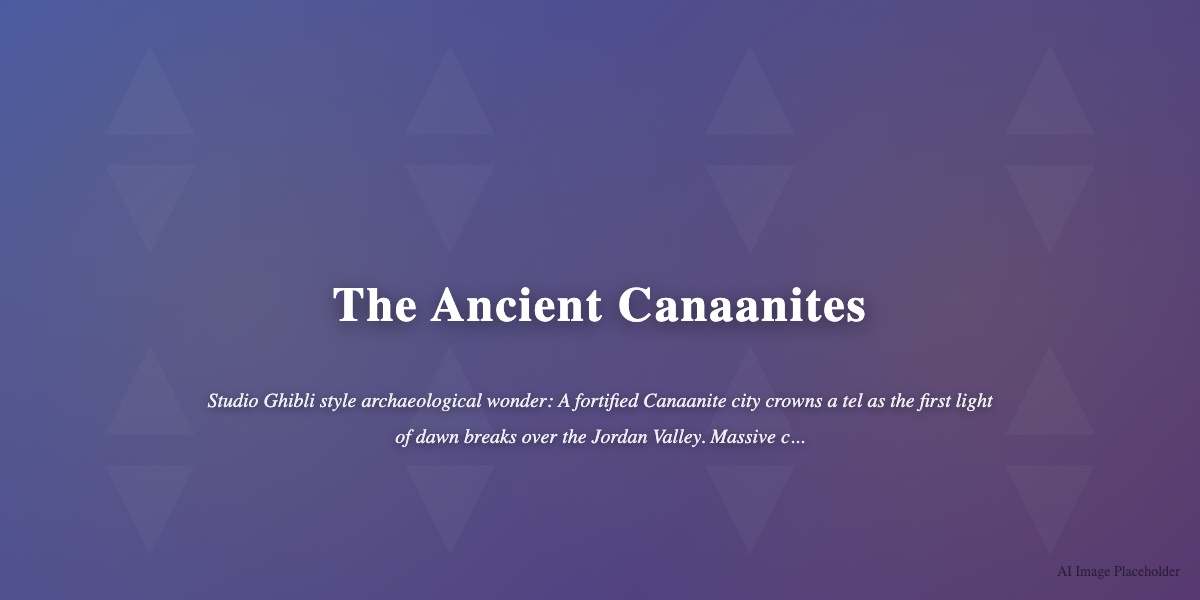 The Ancient Canaanites
Studio Ghibli style archaeological wonder: A fortified Canaanite city crowns a tel as the first light
of dawn breaks over the Jordan Valley. Massive c...
AI Image Placeholder